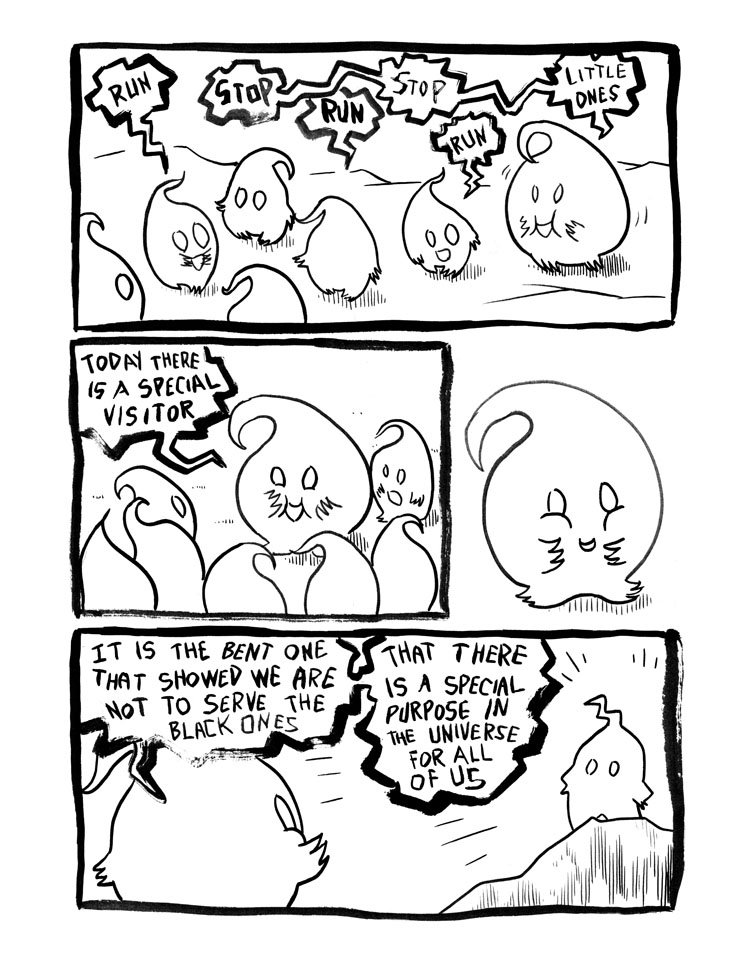 RUN
STOP
RUN
STOP
RUN
LITTLE
ONES
TODAY THERE
IS A SPECIAL
VISITOR
IT IS THE BENT ONE
THAT SHOWED WE ARE
NOT TO SERVE THE
BLACK ONES
THAT THERE
IS A SPECIAL
PURPOSE IN
THE UNIVERSE
FOR ALL
OF US